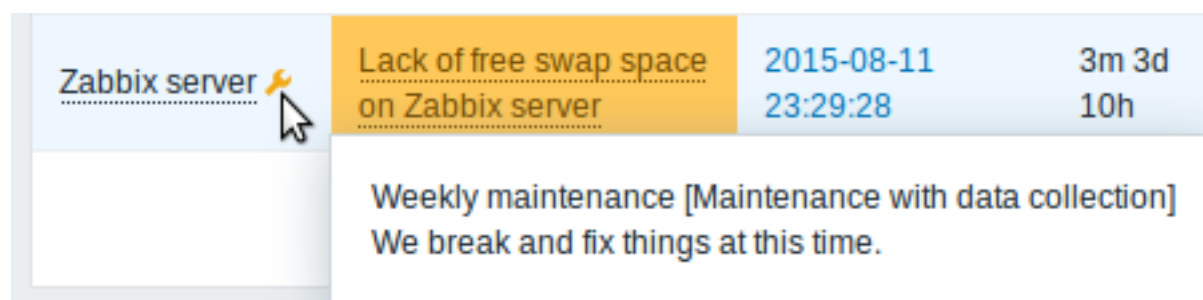 Zabbix server
Lack of free swap space
on Zabbix server
2015-08-11
23:29:28
3m 3d
10h
Weekly maintenance [Maintenance with data collection]
We break and fix things at this time.